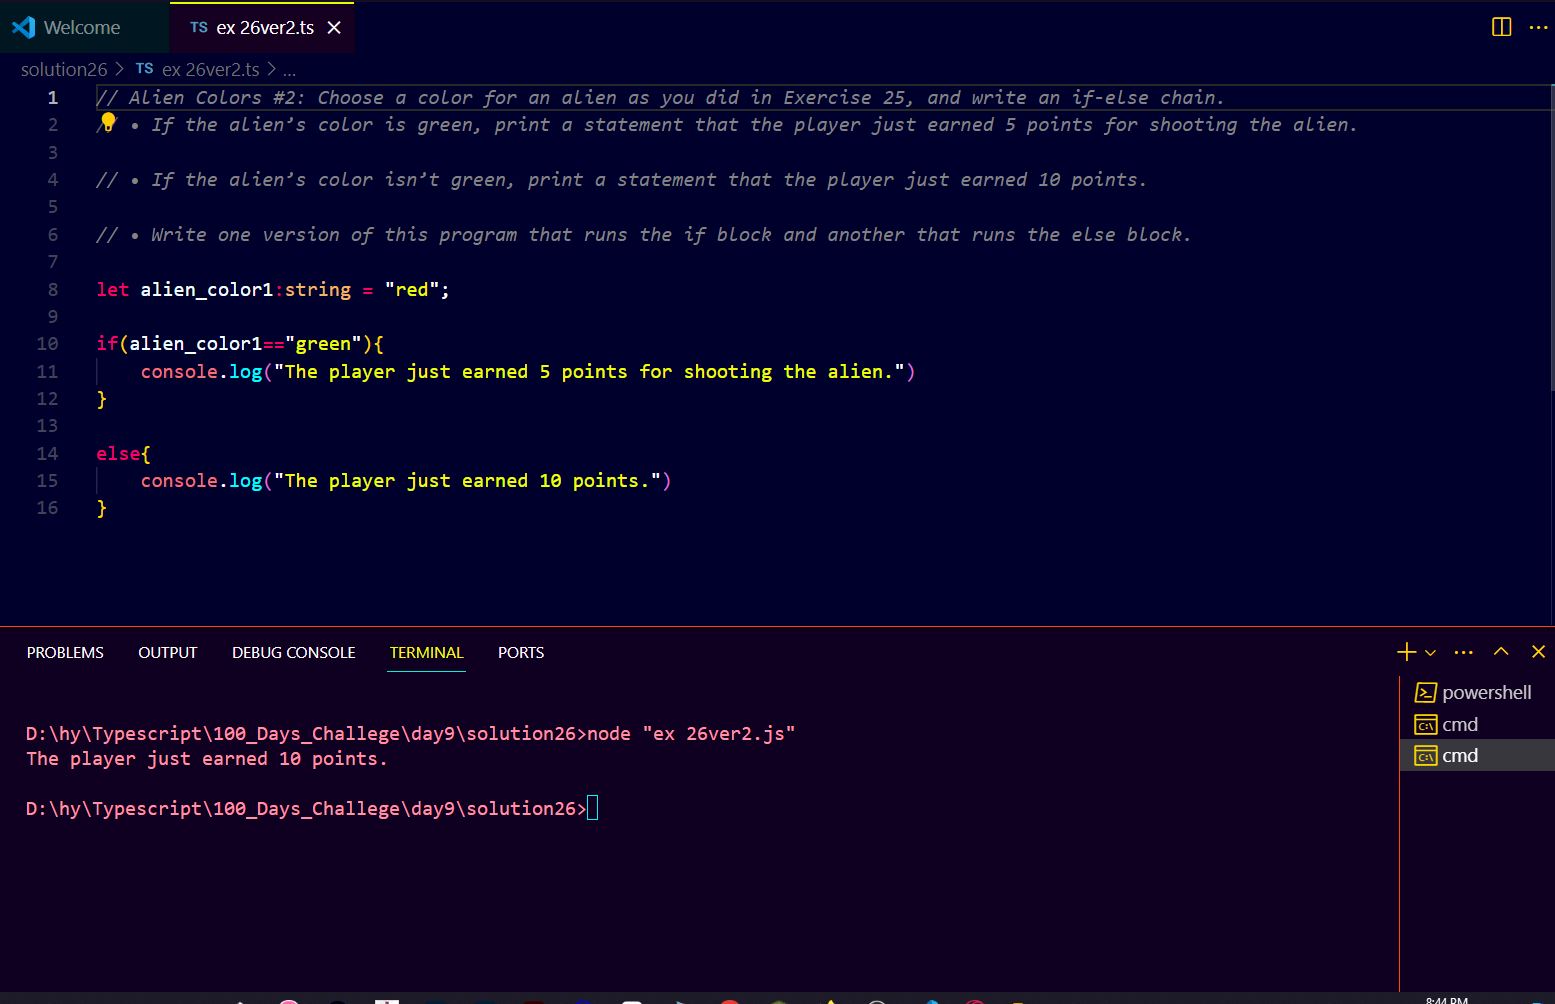 Welcome
TS ex 26ver2.ts
solution26 > TS ex 26ver2.ts > ...
1 // Alien Colors #2: Choose a color for an alien as you did in Exercise 25, and write an if-else chain.
2 // • If the alien’s color is green, print a statement that the player just earned 5 points for shooting the alien.
3
4 // • If the alien’s color isn’t green, print a statement that the player just earned 10 points.
5
6 // • Write one version of this program that runs the if block and another that runs the else block.
7
8 let alien_color1:string = "red";
9
10 if(alien_color1=="green"){
11 console.log("The player just earned 5 points for shooting the alien.")
12 }
13
14 else{
15 console.log("The player just earned 10 points.")
16 }
PROBLEMS OUTPUT DEBUG CONSOLE TERMINAL PORTS
powershell
cmd
cmd
D:\hy\Typescript\100_Days_Challege\day9\solution26>node "ex 26ver2.js"
The player just earned 10 points.
D:\hy\Typescript\100_Days_Challege\day9\solution26>
8:44 PM